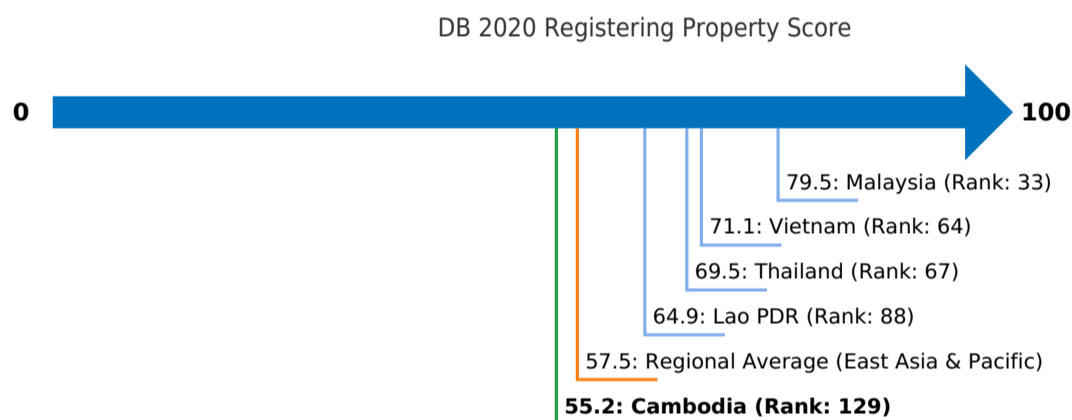 DB 2020 Registering Property Score
0
100
79.5: Malaysia (Rank: 33)
71.1: Vietnam (Rank: 64)
69.5: Thailand (Rank: 67)
64.9: Lao PDR (Rank: 88)
57.5: Regional Average (East Asia & Pacific)
55.2: Cambodia (Rank: 129)